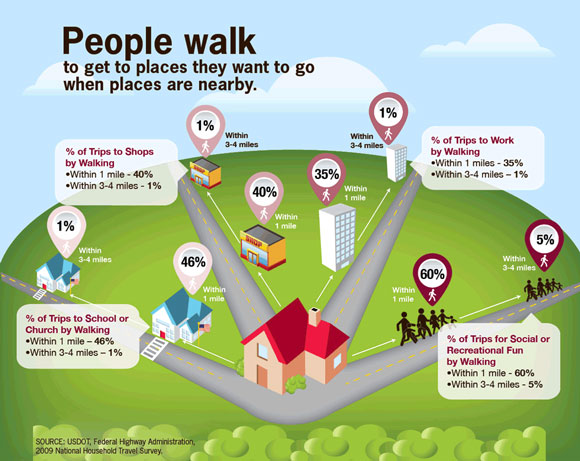 People walk
to get to places they want to go
when places are nearby.
1%
Within
3-4 miles
1%
Within
3-4 miles
% of Trips to Shops
by Walking
•Within 1 mile - 40%
•Within 3-4 miles - 1%
% of Trips to Work
by Walking
•Within 1 mile - 35%
•Within 3-4 miles – 1%
40%
Within
1 mile
SHOP
35%
Within
1 mile
1%
Within
3-4 miles
46%
Within
1 mile
60%
Within
1 mile
5%
Within
3-4 miles
% of Trips to School or
Church by Walking
•Within 1 mile – 46%
•Within 3-4 miles – 1%
% of Trips for Social or
Recreational Fun
by Walking
•Within 1 mile - 60%
•Within 3-4 miles - 5%
SOURCE: USDOT, Federal Highway Administration,
2009 National Household Travel Survey.